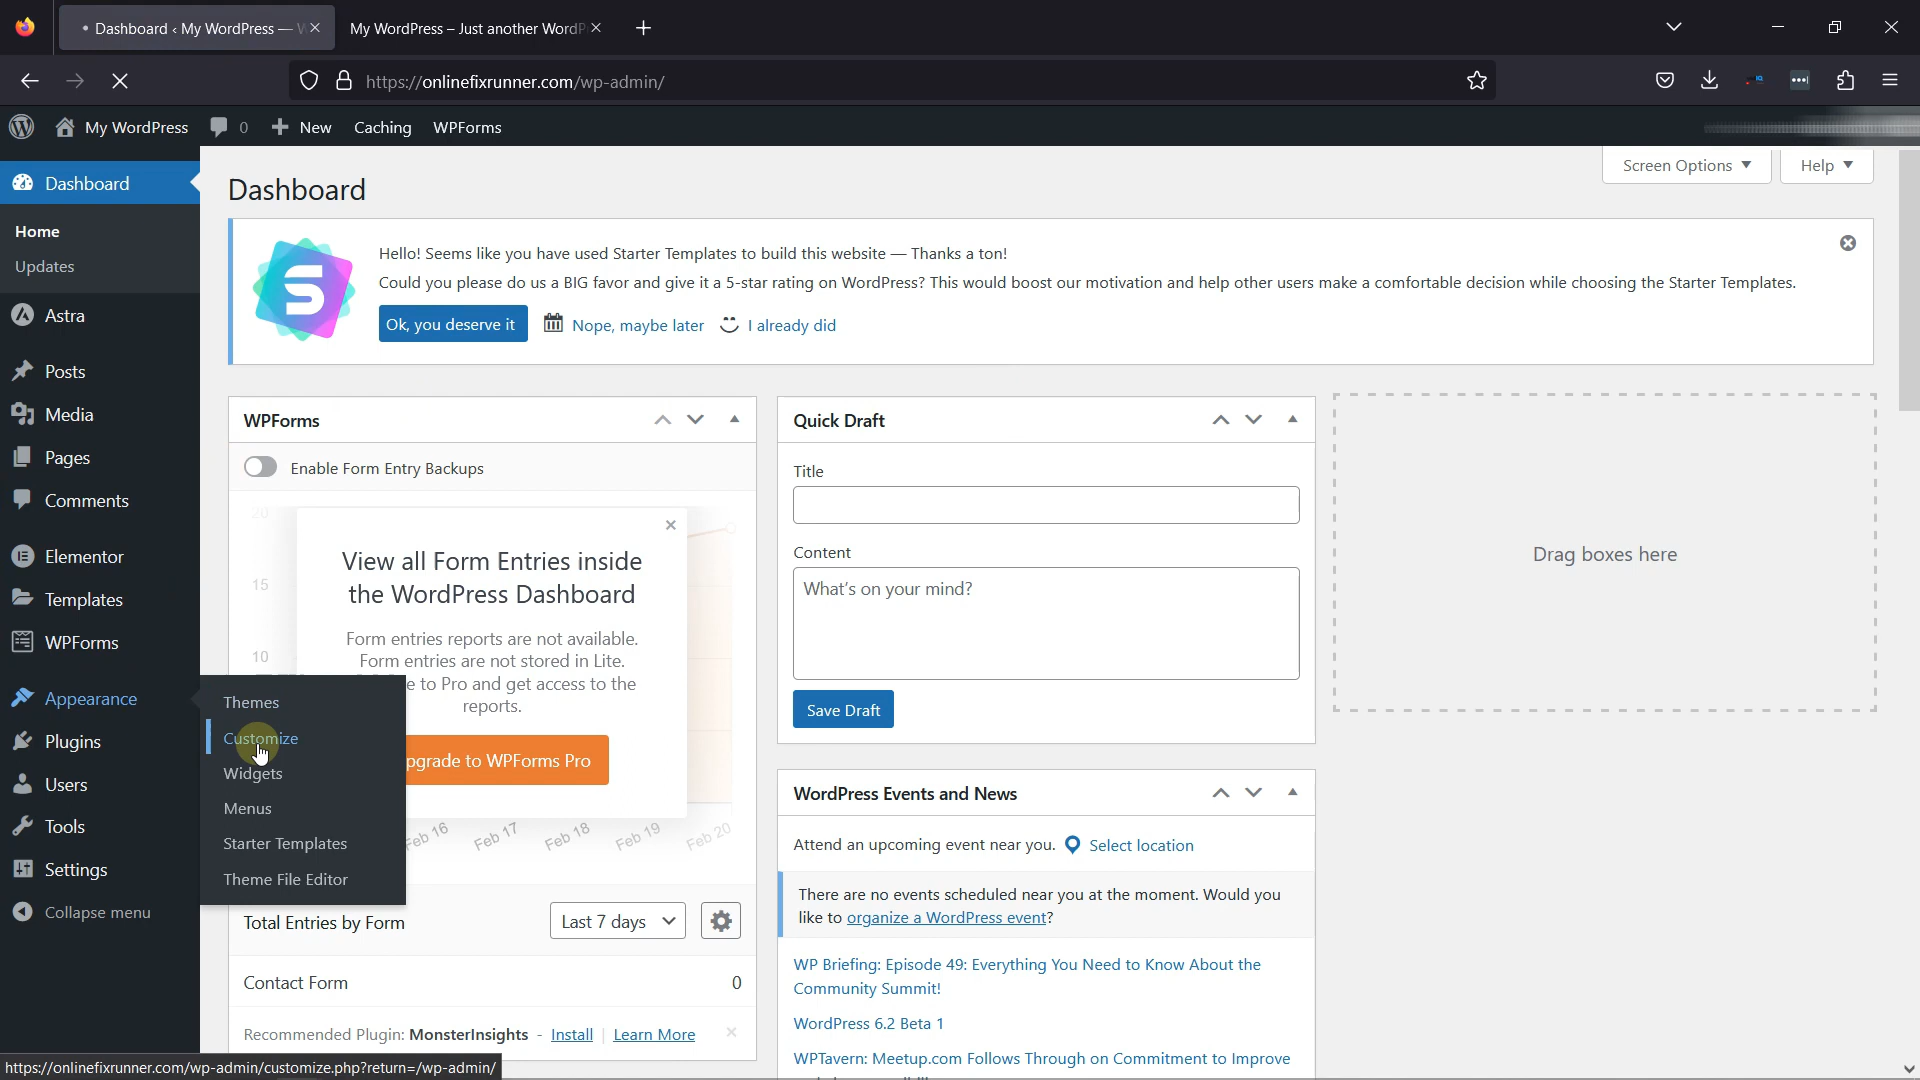 Dashboard ‹ My WordPress — W
My WordPress – Just another WordP
https://onlinefixrunner.com/wp-admin/
My WordPress
0
New
Caching
WPForms
Dashboard
Home
Updates
Astra
Posts
Media
Pages
Comments
Elementor
Templates
WPForms
Appearance
Plugins
Users
Tools
Settings
Collapse menu
Themes
Customize
Widgets
Menus
Starter Templates
Theme File Editor
Screen Options
Help
Dashboard
Hello! Seems like you have used Starter Templates to build this website — Thanks a ton!
Could you please do us a BIG favor and give it a 5-star rating on WordPress? This would boost our motivation and help other users make a comfortable decision while choosing the Starter Templates.
Ok, you deserve it
Nope, maybe later
I already did
WPForms
Enable Form Entry Backups
20
15
10
View all Form Entries inside
the WordPress Dashboard
Form entries reports are not available.
Form entries are not stored in Lite.
e to Pro and get access to the
reports.
pgrade to WPForms Pro
eb 16
Feb 17
Feb 18
Feb 19
Feb 20
Total Entries by Form
Last 7 days
Contact Form
0
Recommended Plugin: MonsterInsights - Install | Learn More
Quick Draft
Title
Content
What's on your mind?
Save Draft
WordPress Events and News
Attend an upcoming event near you.
Select location
There are no events scheduled near you at the moment. Would you
like to organize a WordPress event?
WP Briefing: Episode 49: Everything You Need to Know About the
Community Summit!
WordPress 6.2 Beta 1
WPTavern: Meetup.com Follows Through on Commitment to Improve
Drag boxes here
https://onlinefixrunner.com/wp-admin/customize.php?return=/wp-admin/